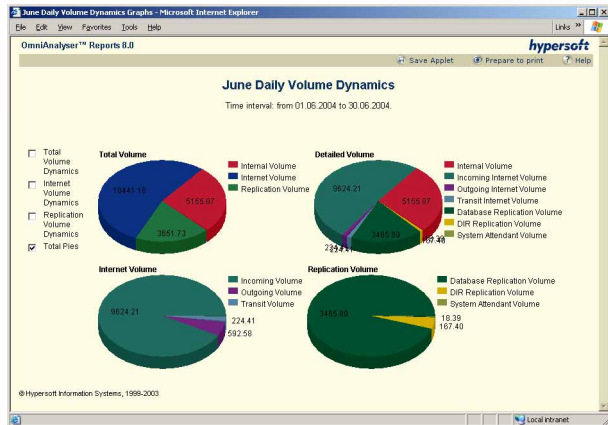 June Daily Volume Dynamics Graphs - Microsoft Internet Explorer
File Edit View Favorites Tools Help
Links »
OmniAnalyser™ Reports 8.0
hypersoft
Save Applet Prepare to print ? Help
June Daily Volume Dynamics
Time interval: from 01.06.2004 to 30.06.2004.
Total Volume Dynamics
Internet Volume Dynamics
Replication Volume Dynamics
Total Pies
Total Volume
10441.16
5155.97
3651.73
Internal Volume
Internet Volume
Replication Volume
Detailed Volume
9624.21
5155.97
3465.89
167.40
224.41
Internal Volume
Incoming Internet Volume
Outgoing Internet Volume
Transit Internet Volume
Database Replication Volume
DIR Replication Volume
System Attendant Volume
Internet Volume
9624.21
224.41
592.58
Incoming Volume
Outgoing Volume
Transit Volume
Replication Volume
18.39
167.40
Database Replication Volume
DIR Replication Volume
System Attendant Volume
© Hypersoft Information Systems, 1999-2003
Local intranet